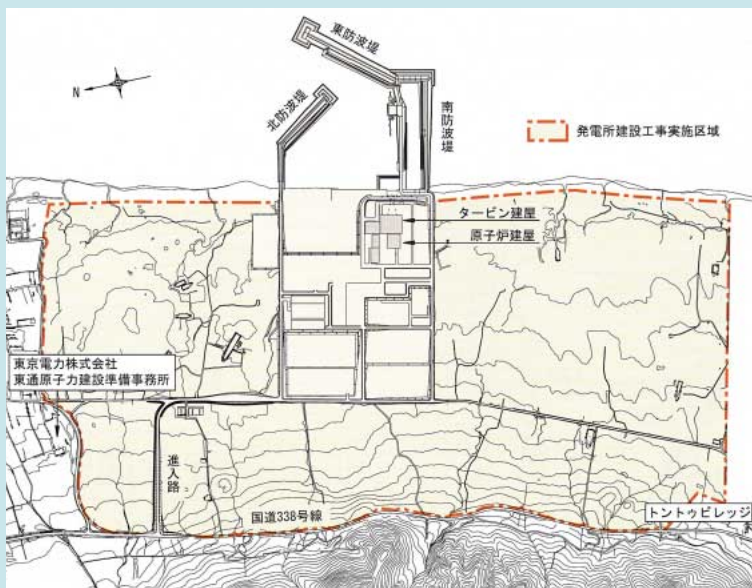 東防波堤
北防波堤
南防波堤
N
発電所建設工事実施区域
タービン建屋
原子炉建屋
東京電力株式会社
東通原子力建設準備事務所
進入路
国道338号線
トントゥビレッジ